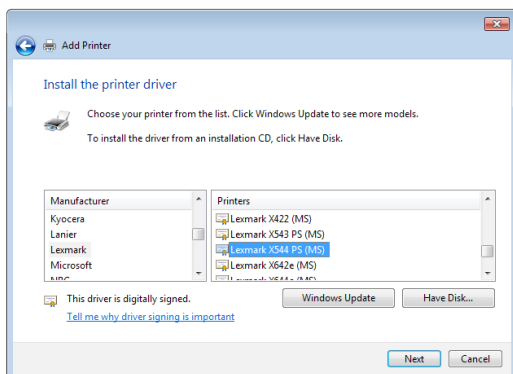 Add Printer
Install the printer driver
Choose your printer from the list. Click Windows Update to see more models.
To install the driver from an installation CD, click Have Disk.
Manufacturer
Kyocera
Lanier
Lexmark
Microsoft
Printers
Lexmark X422 (MS)
Lexmark X543 PS (MS)
Lexmark X544 PS (MS)
Lexmark X642e (MS)
This driver is digitally signed.
Tell me why driver signing is important
Windows Update
Have Disk...
Next
Cancel